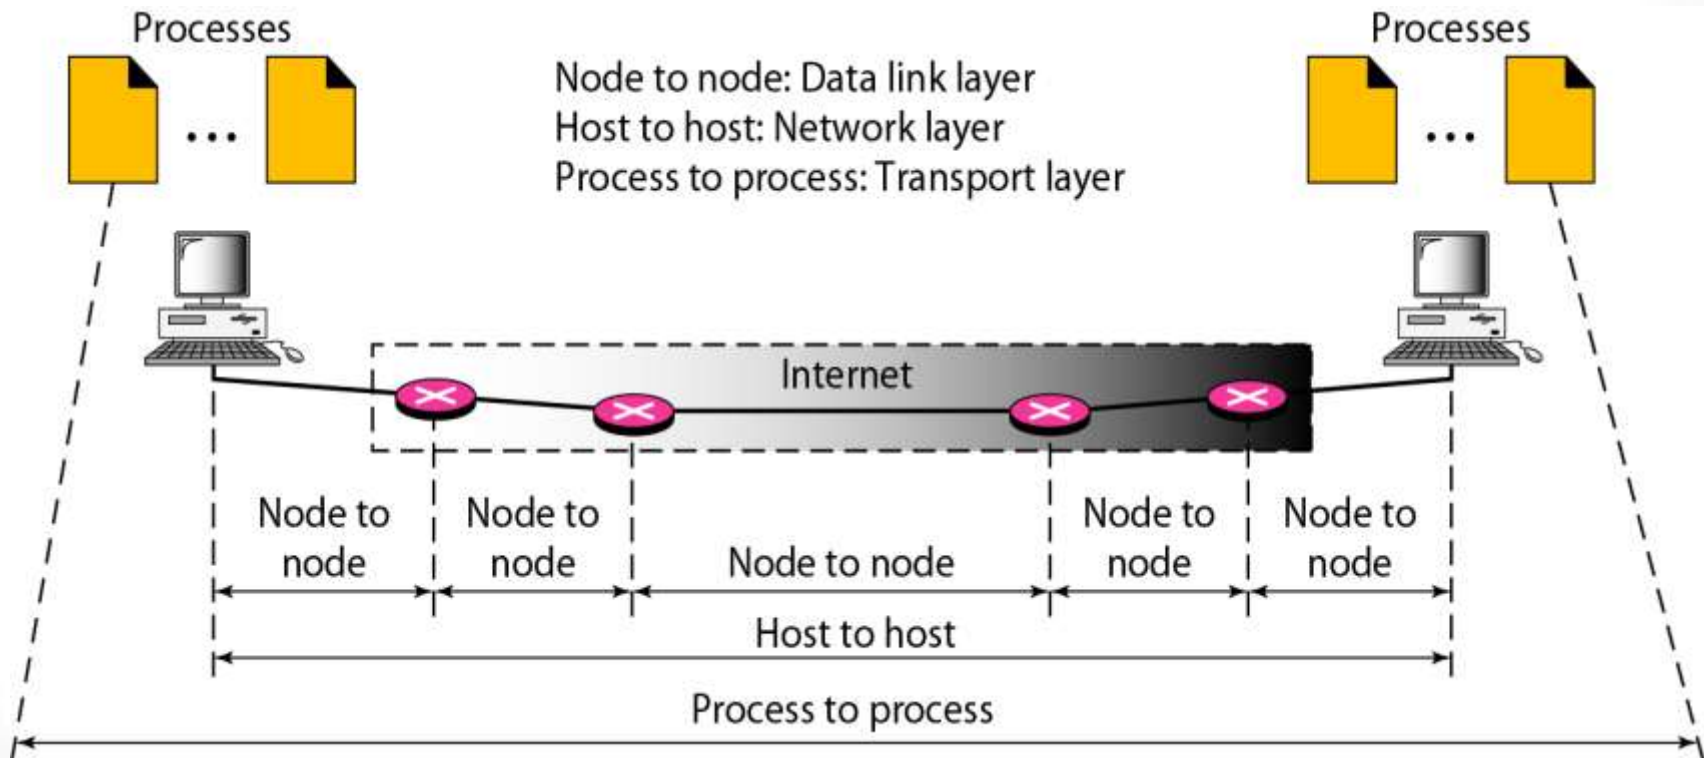 Processes
Processes
Node to node: Data link layer
Host to host: Network layer
Process to process: Transport layer
Internet
Node to
node
Node to
node
Node to node
Node to
node
Node to
node
Host to host
Process to process